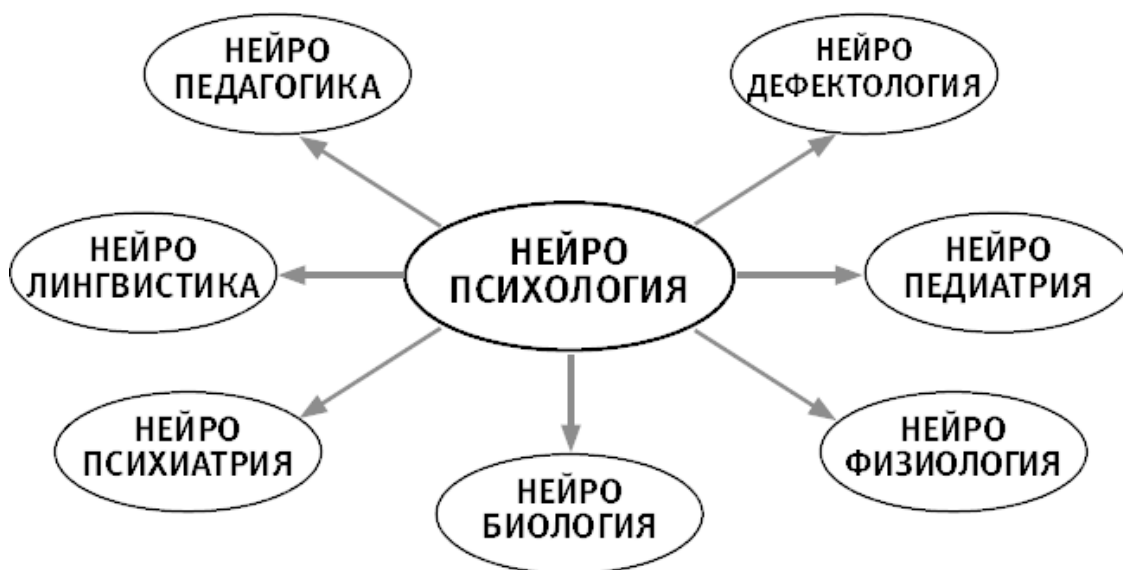 НЕЙРО
ПЕДАГОГИКА
НЕЙРО
ДЕФЕКТОЛОГИЯ
НЕЙРО
ЛИНГВИСТИКА
НЕЙРО
ПСИХОЛОГИЯ
НЕЙРО
ПЕДИАТРИЯ
НЕЙРО
ПСИХИАТРИЯ
НЕЙРО
БИОЛОГИЯ
НЕЙРО
ФИЗИОЛОГИЯ